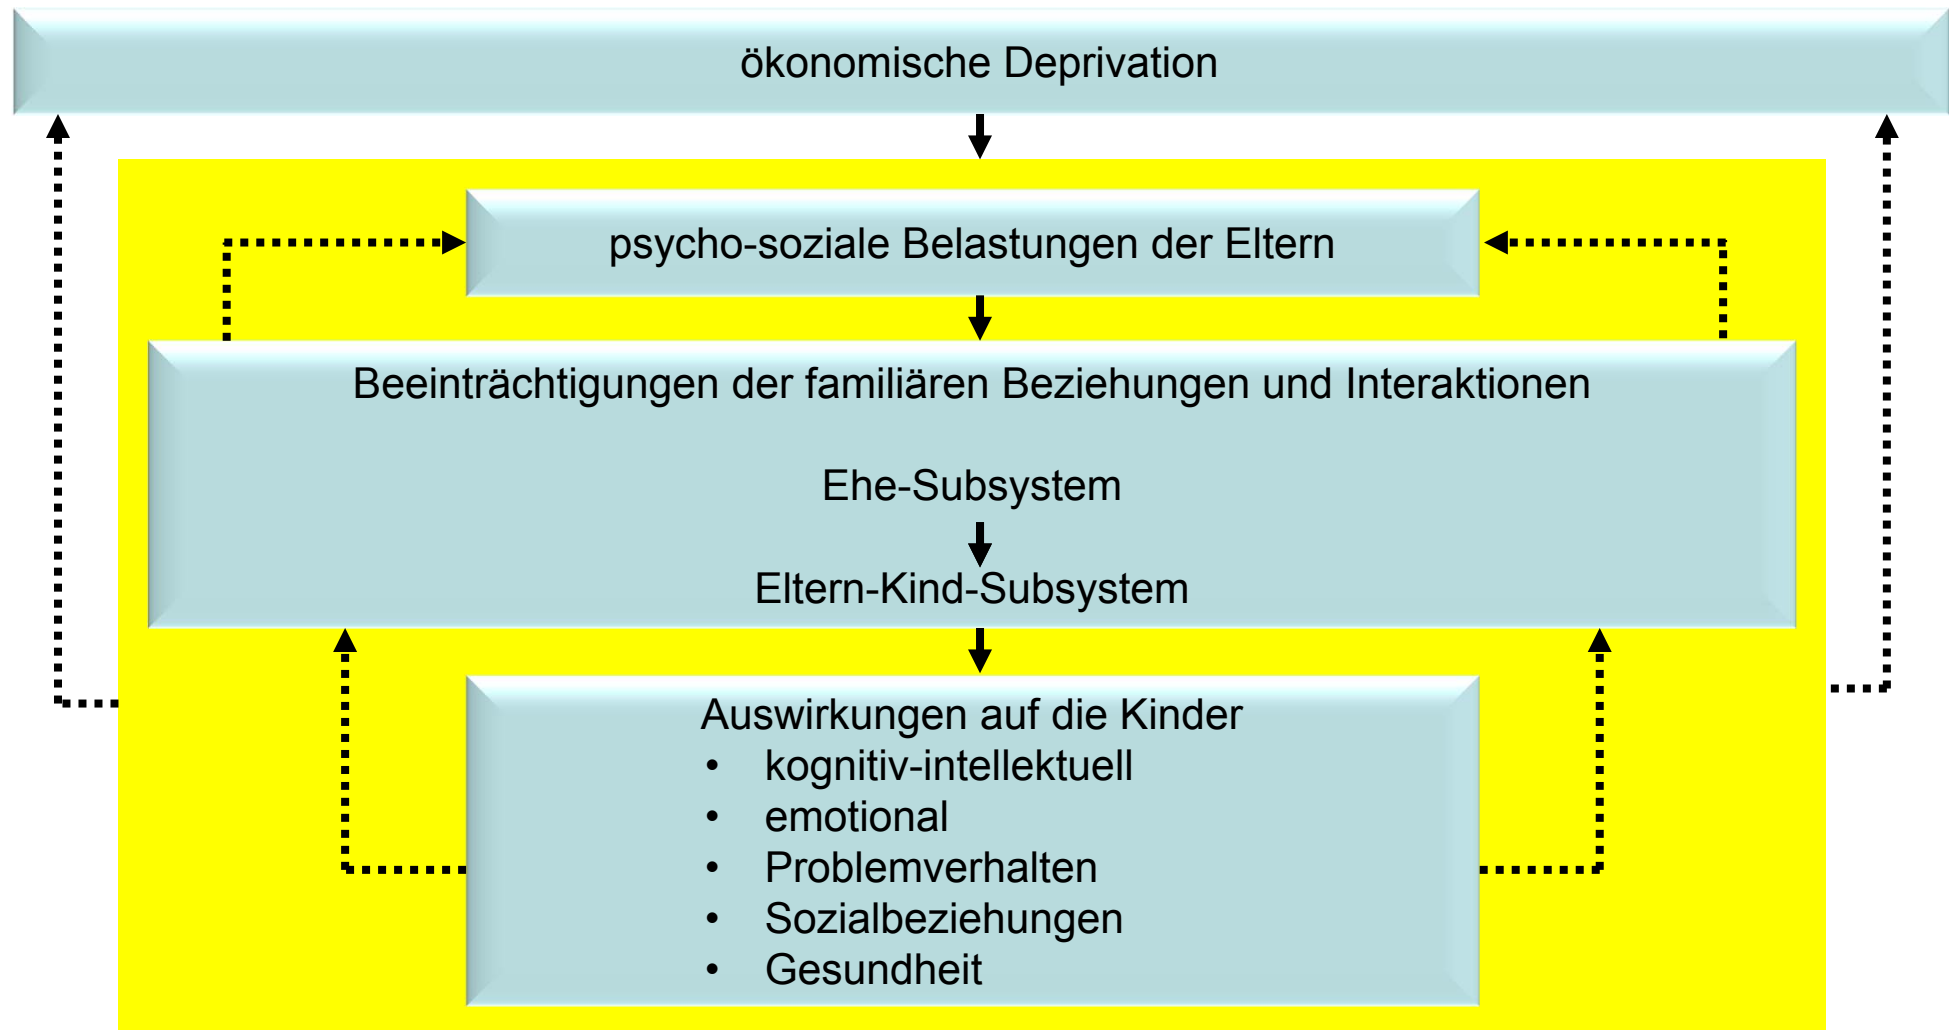 ökonomische Deprivation
psycho-soziale Belastungen der Eltern
Beeinträchtigungen der familiären Beziehungen und Interaktionen
Ehe-Subsystem
Eltern-Kind-Subsystem
Auswirkungen auf die Kinder
• kognitiv-intellektuell
• emotional
• Problemverhalten
• Sozialbeziehungen
• Gesundheit